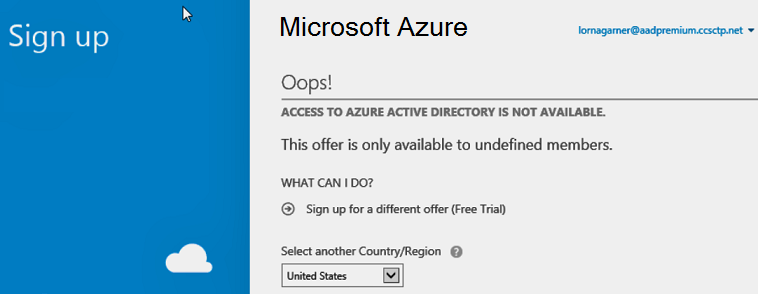 Sign up
Microsoft Azure
lornagarner@aadpremium.ccsctp.net
Oops!
ACCESS TO AZURE ACTIVE DIRECTORY IS NOT AVAILABLE.
This offer is only available to undefined members.
WHAT CAN I DO?
Sign up for a different offer (Free Trial)
Select another Country/Region ?
United States